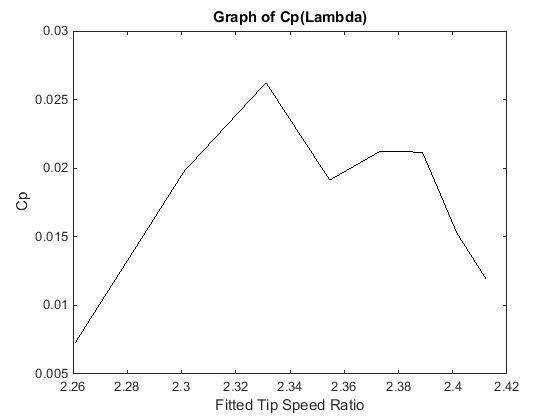 Graph of Cp(Lambda)
0.03
0.025
0.02
0.015
0.01
0.005
Cp
2.26 2.28 2.3 2.32 2.34 2.36 2.38 2.4 2.42
Fitted Tip Speed Ratio